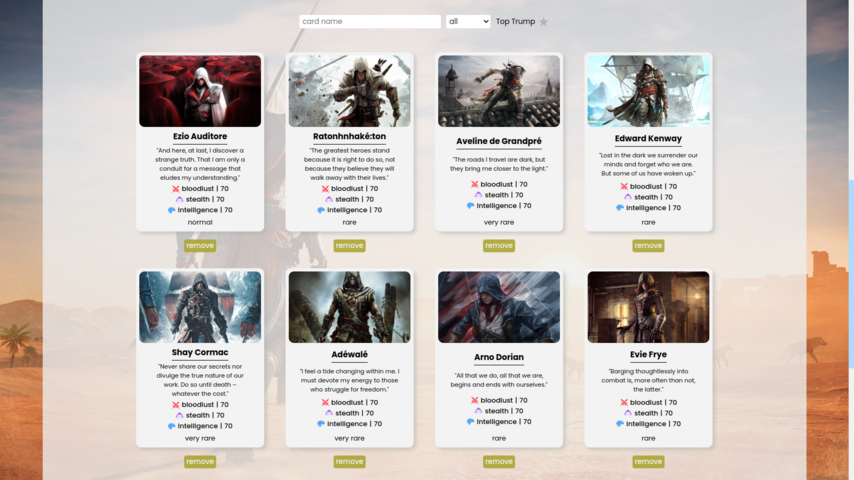 card name
all
Top Trump
Ezio Auditore
"And here, at last, I discover a
strange truth. That I am only a
conduit for a message that
eludes my understanding."
bloodlust | 70
stealth | 70
intelligence | 70
normal
remove
Ratonhnhaké:ton
"The greatest heroes stand
because it is right to do so, not
because they believe they will
walk away with their lives."
bloodlust | 70
stealth | 70
intelligence | 70
rare
remove
Aveline de Grandpré
"The roads I travel are dark, but
they bring me closer to the light."
bloodlust | 70
stealth | 70
intelligence | 70
very rare
remove
Edward Kenway
"Lost in the dark we surrender our
minds and forget who we are.
But some of us have woken up."
bloodlust | 70
stealth | 70
intelligence | 70
rare
remove
Shay Cormac
"Never share our secrets nor
divulge the true nature of our
work. Do so until death –
whatever the cost."
bloodlust | 70
stealth | 70
intelligence | 70
very rare
remove
Adéwalé
"I feel a tide changing within me. I
must devote my energy to those
who struggle for freedom."
bloodlust | 70
stealth | 70
intelligence | 70
very rare
remove
Arno Dorian
"All that we do, all that we are,
begins and ends with ourselves."
bloodlust | 70
stealth | 70
intelligence | 70
rare
remove
Evie Frye
"Barging thoughtlessly into
combat is, more often than not,
the latter."
bloodlust | 70
stealth | 70
intelligence | 70
rare
remove